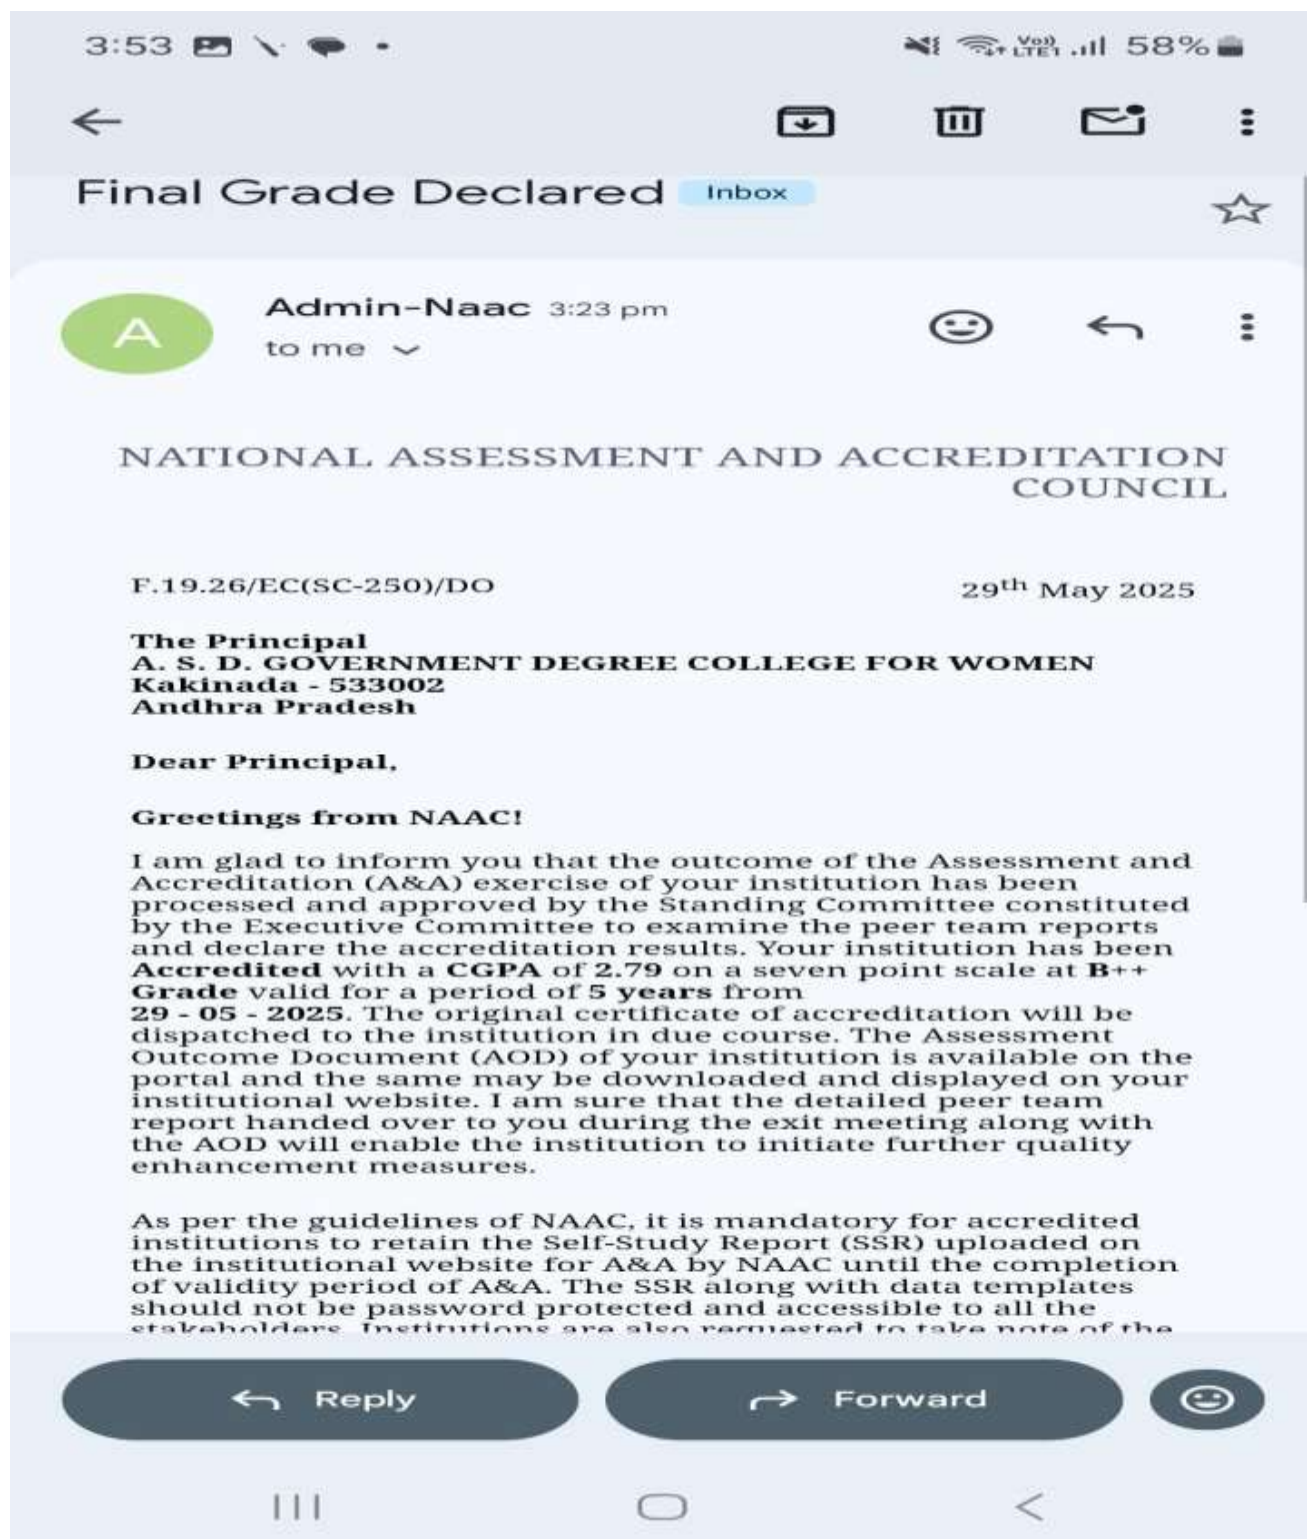 3:53 58%
Final Grade Declared Inbox
A
Admin-Naac 3:23 pm
to me
NATIONAL ASSESSMENT AND ACCREDITATION
COUNCIL
F.19.26/EC(SC-250)/DO 29th May 2025
The Principal
A. S. D. GOVERNMENT DEGREE COLLEGE FOR WOMEN
Kakinada - 533002
Andhra Pradesh
Dear Principal,
Greetings from NAAC!
I am glad to inform you that the outcome of the Assessment and
Accreditation (A&A) exercise of your institution has been
processed and approved by the Standing Committee constituted
by the Executive Committee to examine the peer team reports
and declare the accreditation results. Your institution has been
Accredited with a CGPA of 2.79 on a seven point scale at B++
Grade valid for a period of 5 years from
29 - 05 - 2025. The original certificate of accreditation will be
dispatched to the institution in due course. The Assessment
Outcome Document (AOD) of your institution is available on the
portal and the same may be downloaded and displayed on your
institutional website. I am sure that the detailed peer team
report handed over to you during the exit meeting along with
the AOD will enable the institution to initiate further quality
enhancement measures.
As per the guidelines of NAAC, it is mandatory for accredited
institutions to retain the Self-Study Report (SSR) uploaded on
the institutional website for A&A by NAAC until the completion
of validity period of A&A. The SSR along with data templates
should not be password protected and accessible to all the
stakeholders. Institutions are also requested to take note of the
Reply Forward